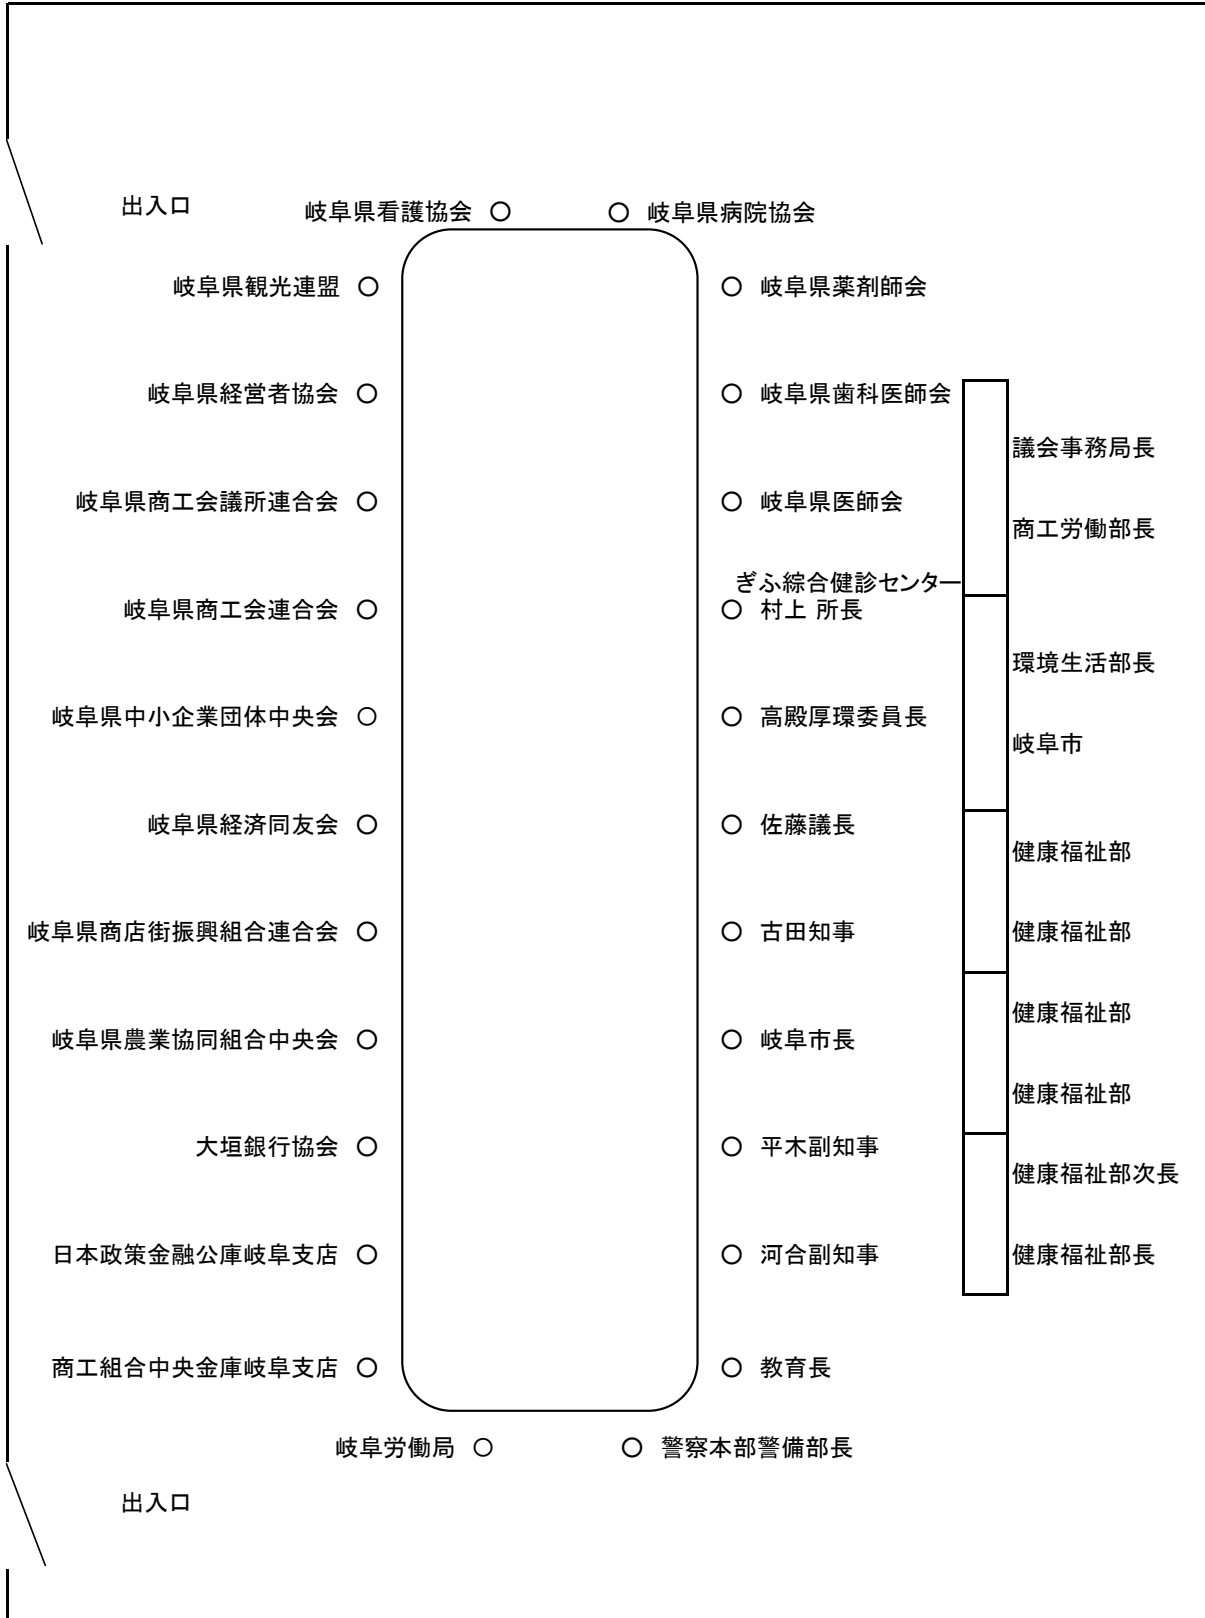 出入口
岐阜県看護協会 ○ ○ 岐阜県病院協会
岐阜県観光連盟 ○ ○ 岐阜県薬剤師会
岐阜県経営者協会 ○ ○ 岐阜県歯科医師会
議会事務局長
岐阜県商工会議所連合会 ○ ○ 岐阜県医師会
商工労働部長
ぎふ綜合健診センター
岐阜県商工会連合会 ○ ○ 村上 所長
環境生活部長
岐阜県中小企業団体中央会 ○ ○ 高殿厚環委員長
岐阜市
岐阜県経済同友会 ○ ○ 佐藤議長
健康福祉部
岐阜県商店街振興組合連合会 ○ ○ 古田知事 健康福祉部
健康福祉部
岐阜県農業協同組合中央会 ○ ○ 岐阜市長
健康福祉部
大垣銀行協会 ○ ○ 平木副知事
健康福祉部次長
日本政策金融公庫岐阜支店 ○ ○ 河合副知事 健康福祉部長
商工組合中央金庫岐阜支店 ○ ○ 教育長
岐阜労働局 ○ ○ 警察本部警備部長
出入口